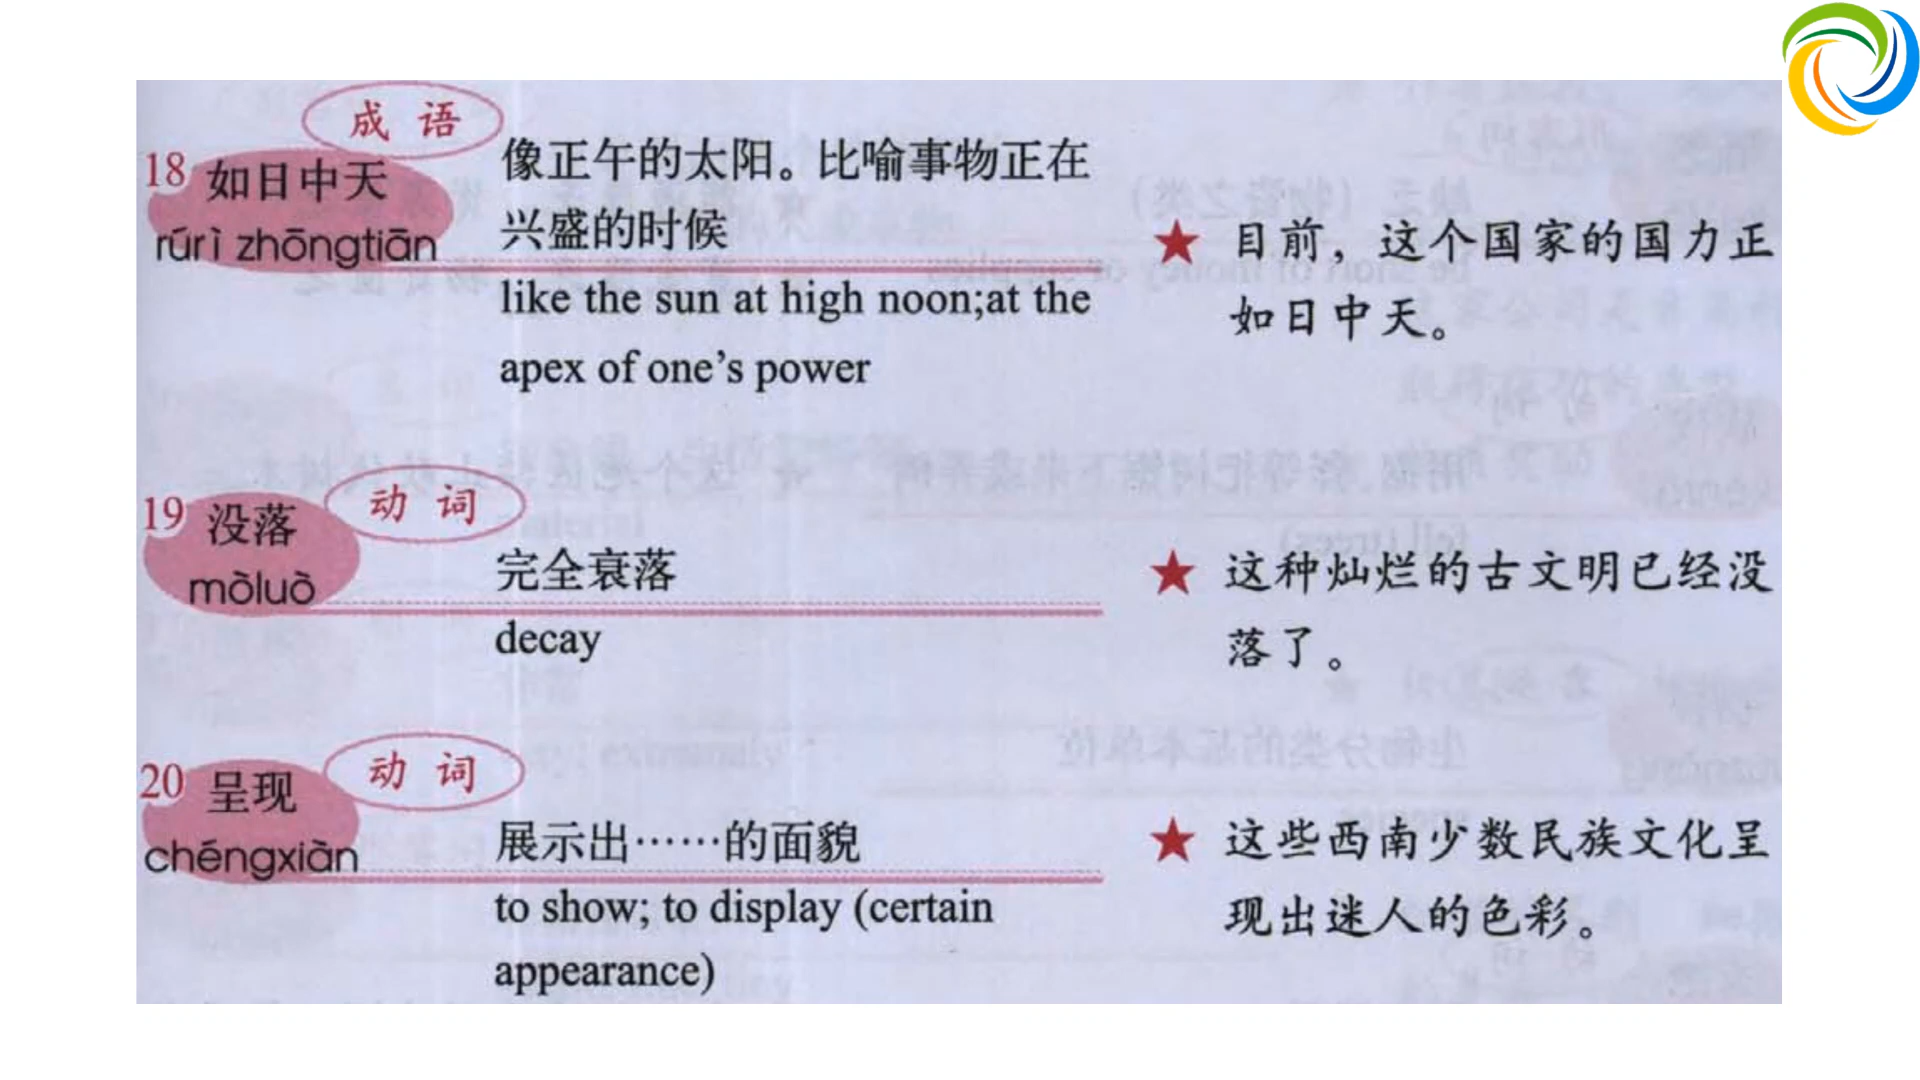 成语
18 如日中天
rúrì zhōngtiān
像正午的太阳。比喻事物正在
兴盛的时候
like the sun at high noon;at the
apex of one’s power
★ 目前，这个国家的国力正
如日中天。
动词
19 没落
mòluò
完全衰落
decay
★ 这种灿烂的古文明已经没
落了。
动词
20 呈现
chéngxiàn
展示出……的面貌
to show; to display (certain
appearance)
★ 这些西南少数民族文化呈
现出迷人的色彩。